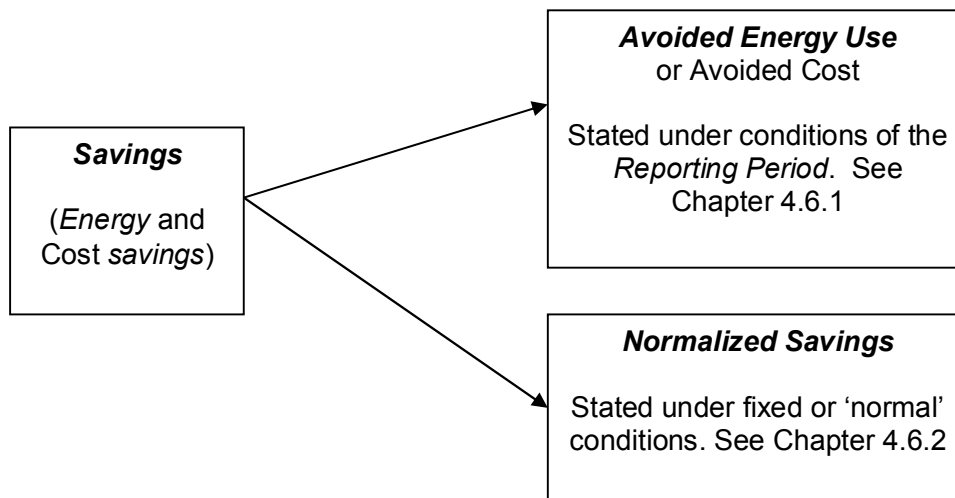 Savings
(Energy and
Cost savings)
Avoided Energy Use
or Avoided Cost
Stated under conditions of the
Reporting Period. See
Chapter 4.6.1
Normalized Savings
Stated under fixed or ‘normal’
conditions. See Chapter 4.6.2